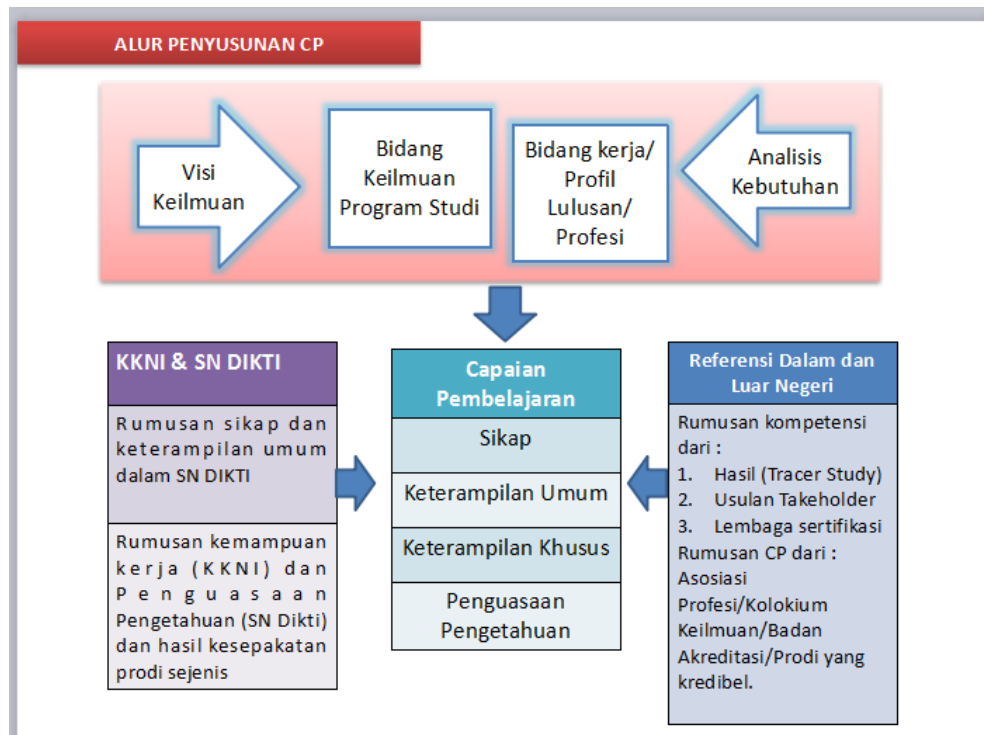 ALUR PENYUSUNAN CP
Visi
Keilmuan
Bidang
Keilmuan
Program Studi
Bidang kerja/
Profil
Lulusan/
Profesi
Analisis
Kebutuhan
KKNI & SN DIKTI
Rumusan sikap dan
keterampilan umum
dalam SN DIKTI
Rumusan kemampuan
kerja (KKNI) dan
Penguasaan
Pengetahuan (SN Dikti)
dan hasil kesepakatan
prodi sejenis
Capaian
Pembelajaran
Sikap
Keterampilan Umum
Keterampilan Khusus
Penguasaan
Pengetahuan
Referensi Dalam dan
Luar Negeri
Rumusan kompetensi
dari :
1. Hasil (Tracer Study)
2. Usulan Takeholder
3. Lembaga sertifikasi
Rumusan CP dari :
Asosiasi
Profesi/Kolokium
Keilmuan/Badan
Akreditasi/Prodi yang
kredibel.